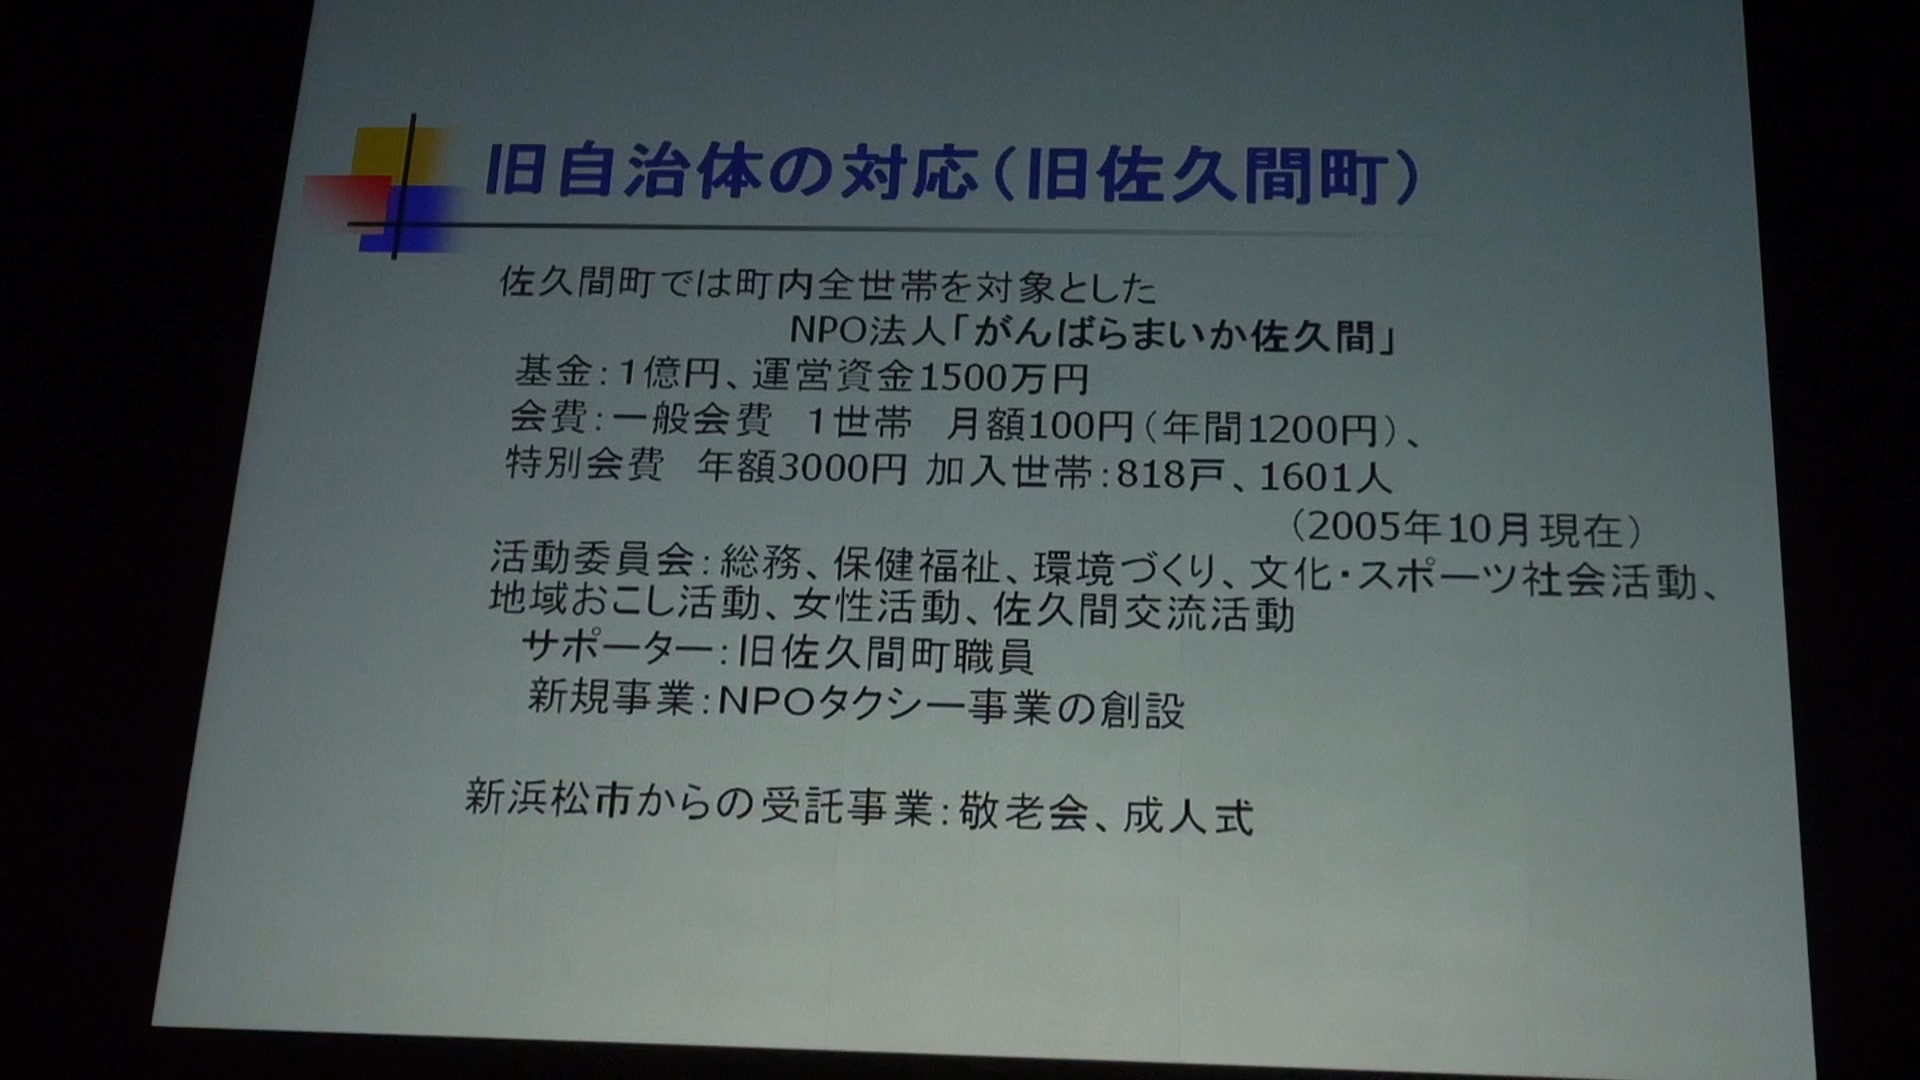 旧自治体の対応(旧佐久間町)
佐久間町では町内全世帯を対象とした
NPO法人「がんばらまいか佐久間」
基金:1億円、運営資金1500万円
会費:一般会費　1世帯　月額100円(年間1200円)、
特別会費　年額3000円 加入世帯:818戸、1601人
(2005年10月現在)
活動委員会:総務、保健福祉、環境づくり、文化・スポーツ社会活動、
地域おこし活動、女性活動、佐久間交流活動
サポーター:旧佐久間町職員
新規事業:NPOタクシー事業の創設
新浜松市からの受託事業:敬老会、成人式